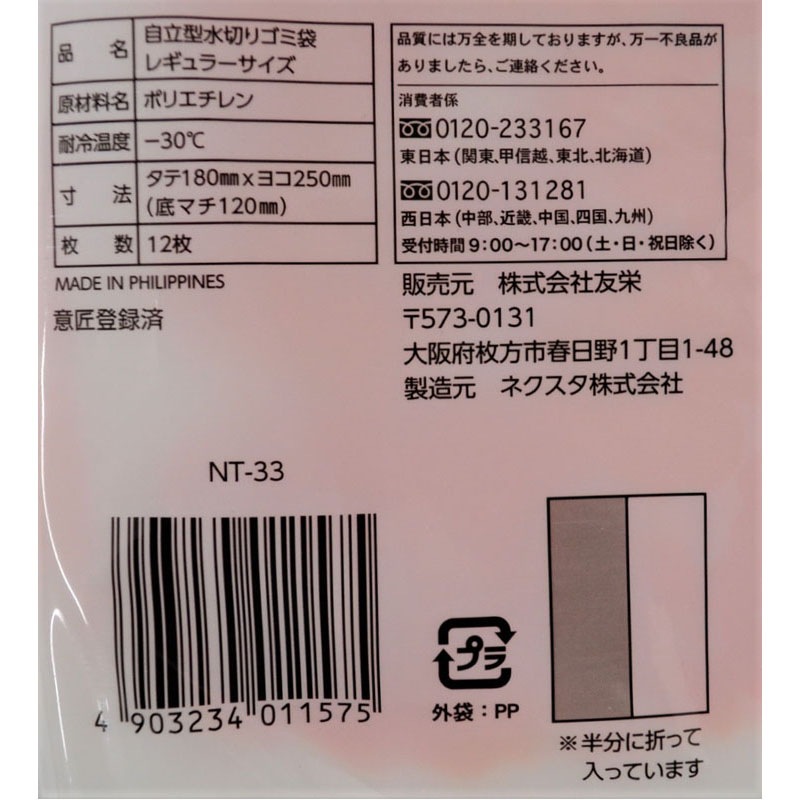 品名 自立型水切りゴミ袋
レギュラーサイズ
原材料名 ポリエチレン
耐冷温度 −30℃
寸法 タテ180mm×ヨコ250mm
(底マチ120mm)
枚数 12枚
MADE IN PHILIPPINES
意匠登録済
品質には万全を期しておりますが、万一不良品が
ありましたら、ご連絡ください。
消費者係
0120-233167
東日本(関東、甲信越、東北、北海道)
0120-131281
西日本(中部、近畿、中国、四国、九州)
受付時間9:00〜17:00(土・日・祝日除く)
販売元 株式会社友栄
〒573-0131
大阪府枚方市春日野1丁目1-48
製造元 ネクスタ株式会社
NT-33
4 903234 011575
プラ
外袋:PP
※半分に折って
入っています